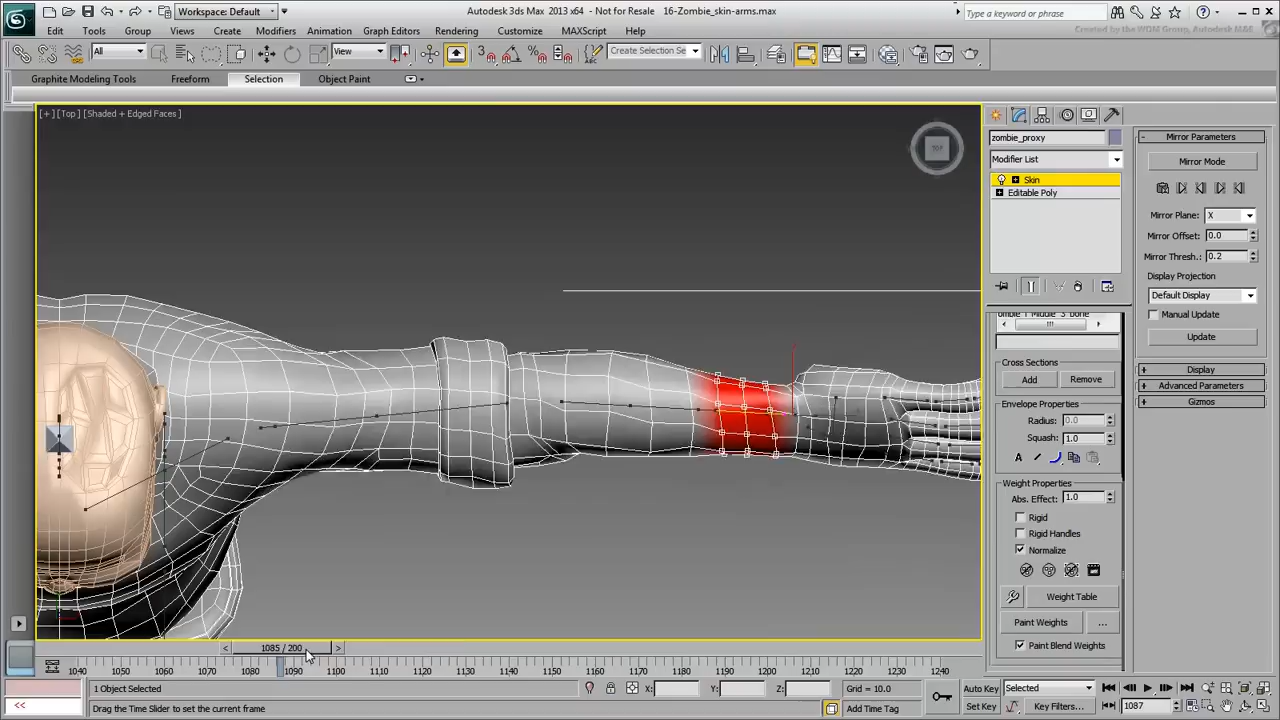 Workspace: Default
Autodesk 3ds Max 2013 x64 - Not for Resale 16-Zombie_skin-arms.max
Type a keyword or phrase
Created by the WGM Group, Autodesk M&E
Edit Tools Group Views Create Modifiers Animation Graph Editors Rendering Customize MAXScript Help
All View Create Selection Se
Graphite Modeling Tools Freeform Selection Object Paint
[+] [Top] [Shaded + Edged Faces]
TOP
zombie_proxy
Modifier List
Skin
Editable Poly
Cross Sections
Add Remove
Envelope Properties
Radius: 0.0
Squash: 1.0
Weight Properties
Abs. Effect: 1.0
Rigid
Rigid Handles
Normalize
Weight Table
Paint Weights ...
Paint Blend Weights
Mirror Parameters
Mirror Mode
Mirror Plane: X
Mirror Offset: 0.0
Mirror Thresh.: 0.2
Display Projection
Default Display
Manual Update
Update
Display
Advanced Parameters
Gizmos
< 1085 / 200 >
1040 1050 1060 1070 1080 1090 1100 1110 1120 1130 1140 1150 1160 1170 1180 1190 1200 1210 1220 1230 1240
1 Object Selected X: Y: Z: Grid = 10.0 Auto Key Selected
<< Drag the Time Slider to set the current frame Add Time Tag Set Key Key Filters... 1087